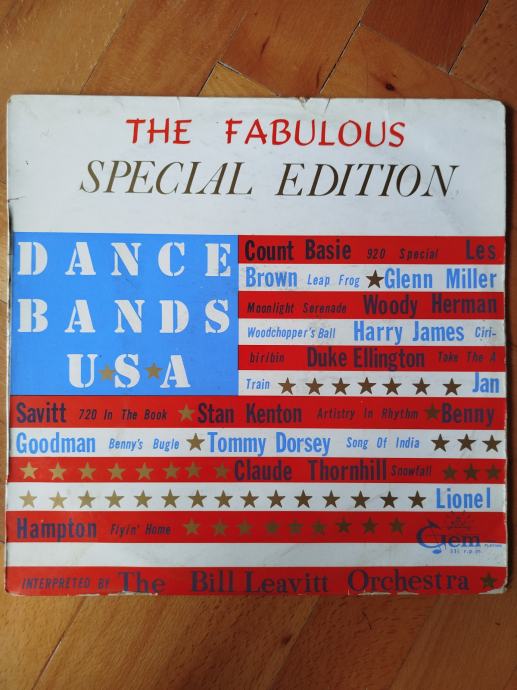 THE FABULOUS
SPECIAL EDITION
DANCE
BANDS
U★S★A
Count Basie 920 Special Les
Brown Leap Frog ★Glenn Miller
Moonlight Serenade Woody Herman
Woodchopper's Ball Harry James Ciri-
biribin Duke Ellington Take The A
Train ★★★★★★★ Jan
Savitt 720 In The Book ★Stan Kenton Artistry In Rhythm ★Benny
Goodman Benny's Bugle ★Tommy Dorsey Song Of India ★★★
★★★★★★★★Claude Thornhill Snowfall ★★★
★★★★★★★★★★★★★★★ Lionel
Hampton Flyin' Home ★★★★★★★★
Gem
33⅓ r.p.m.
INTERPRETED BY The Bill Leavitt Orchestra ★